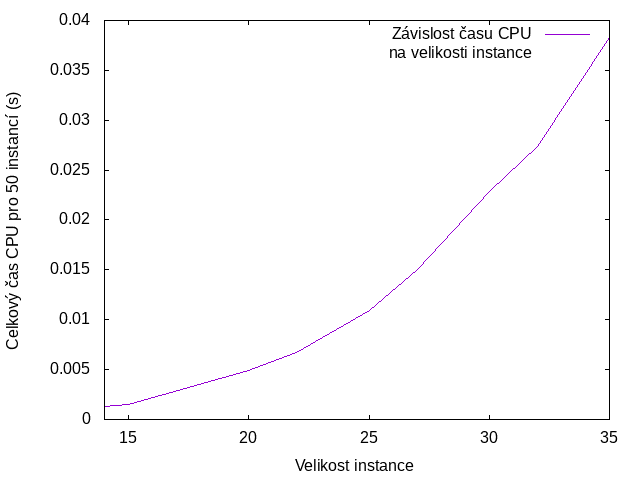 Závislost času CPU
na velikosti instance
Celkový čas CPU pro 50 instancí (s)
0.04
0.035
0.03
0.025
0.02
0.015
0.01
0.005
0
15 20 25 30 35
Velikost instance